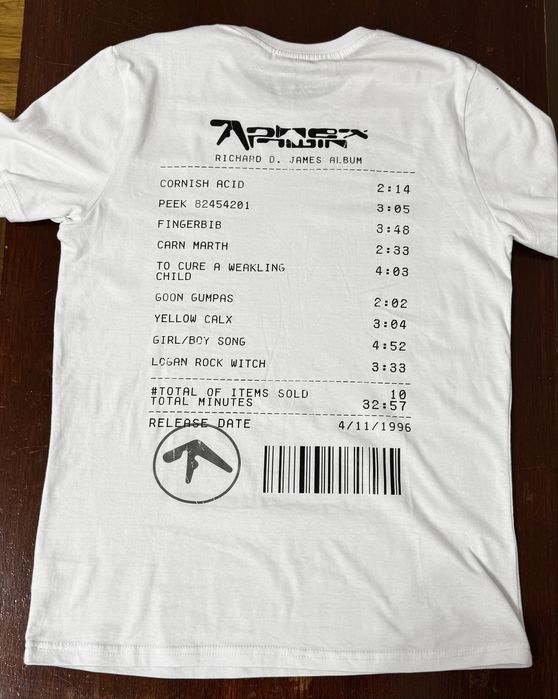 Aphex Twin
RICHARD D. JAMES ALBUM
CORNISH ACID 2:14
PEEK 82454201 3:05
FINGERBIB 3:48
CARN MARTH 2:33
TO CURE A WEAKLING 4:03
CHILD
GOON GUMPAS 2:02
YELLOW CALX 3:04
GIRL/BOY SONG 4:52
LOGAN ROCK WITCH 3:33
#TOTAL OF ITEMS SOLD 10
TOTAL MINUTES 32:57
RELEASE DATE 4/11/1996